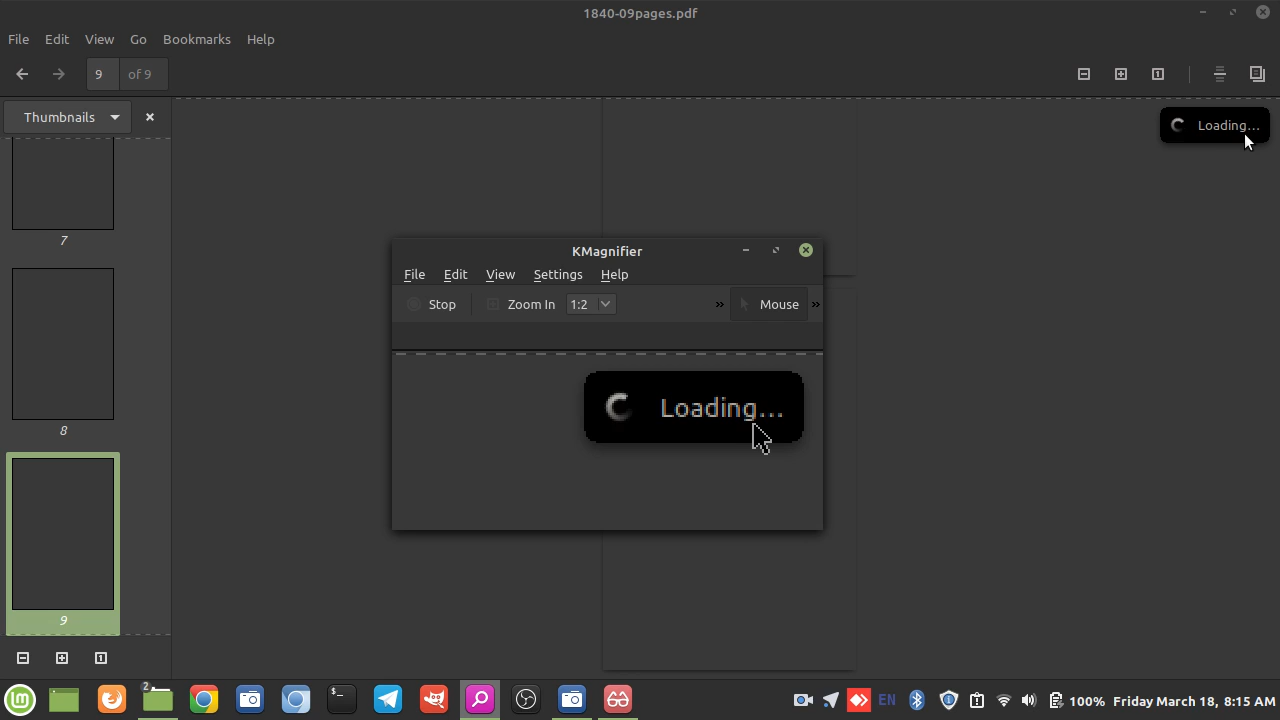 1840-09pages.pdf
File Edit View Go Bookmarks Help
9 of 9
Thumbnails
Loading...
7
8
9
KMagnifier
File Edit View Settings Help
Stop Zoom In 1:2 » Mouse »
Loading...
2
EN 100% Friday March 18, 8:15 AM